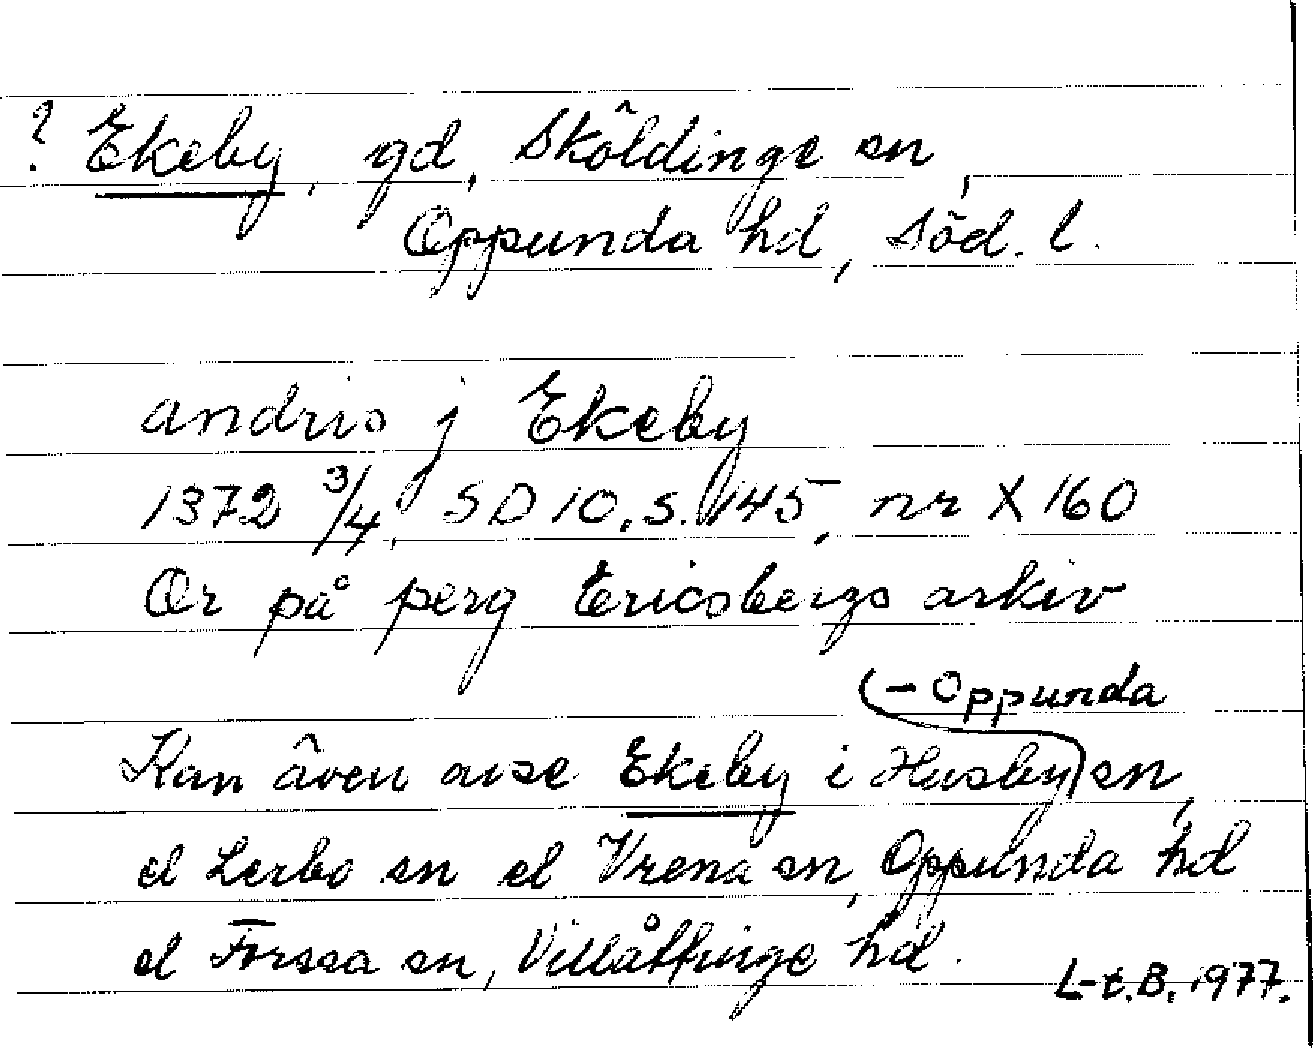 ? Ekeby, gd, Sköldinge sn,
Oppunda hd, Söd. l.
andris j Ekeby
1372 3/4, SD 10, s. 145, nr X 160
Or på perg Ericsbergs arkiv
Kan även avse Ekeby i Husby-Oppunda sn,
el Lerbo sn el Vrena sn, Oppunda hd
el Forssa sn, Villåttinge hd.
L-t.B. 1977.